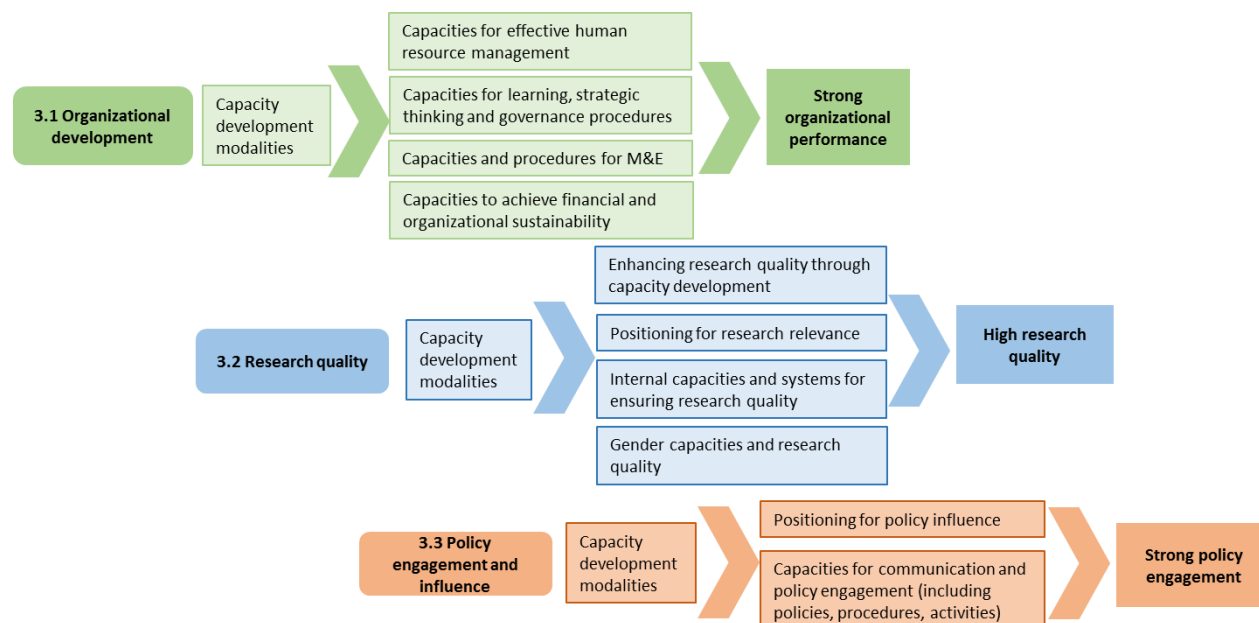 3.1 Organizational
development
Capacity
development
modalities
Capacities for effective human
resource management
Capacities for learning, strategic
thinking and governance procedures
Capacities and procedures for M&E
Capacities to achieve financial and
organizational sustainability
Strong
organizational
performance
3.2 Research quality
Capacity
development
modalities
Enhancing research quality through
capacity development
Positioning for research relevance
Internal capacities and systems for
ensuring research quality
Gender capacities and research
quality
High research
quality
3.3 Policy
engagement and
influence
Capacity
development
modalities
Positioning for policy influence
Capacities for communication and
policy engagement (including
policies, procedures, activities)
Strong policy
engagement